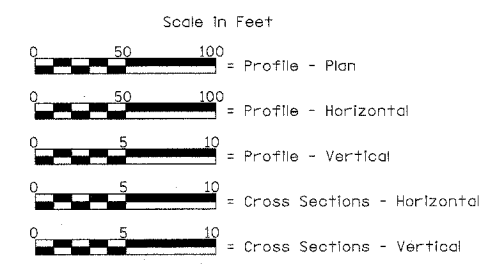 Scale in Feet
0 50 100
= Profile - Plan
0 50 100
= Profile - Horizontal
0 5 10
= Profile - Vertical
0 5 10
= Cross Sections - Horizontal
0 5 10
= Cross Sections - Vertical